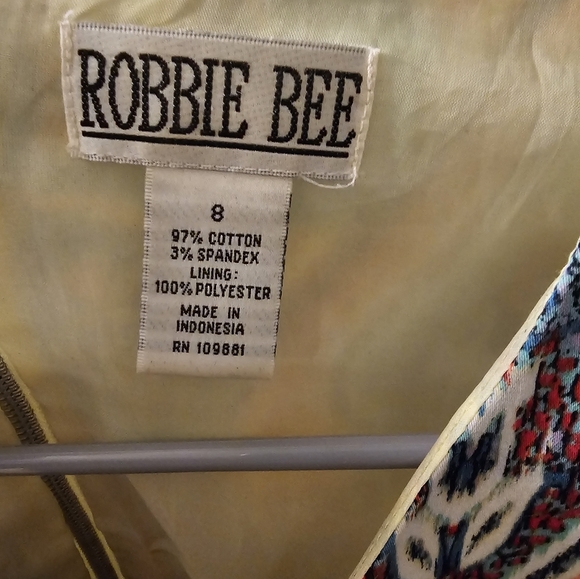 ROBBIE BEE
8
97% COTTON
3% SPANDEX
LINING:
100% POLYESTER
MADE IN
INDONESIA
RN 109881